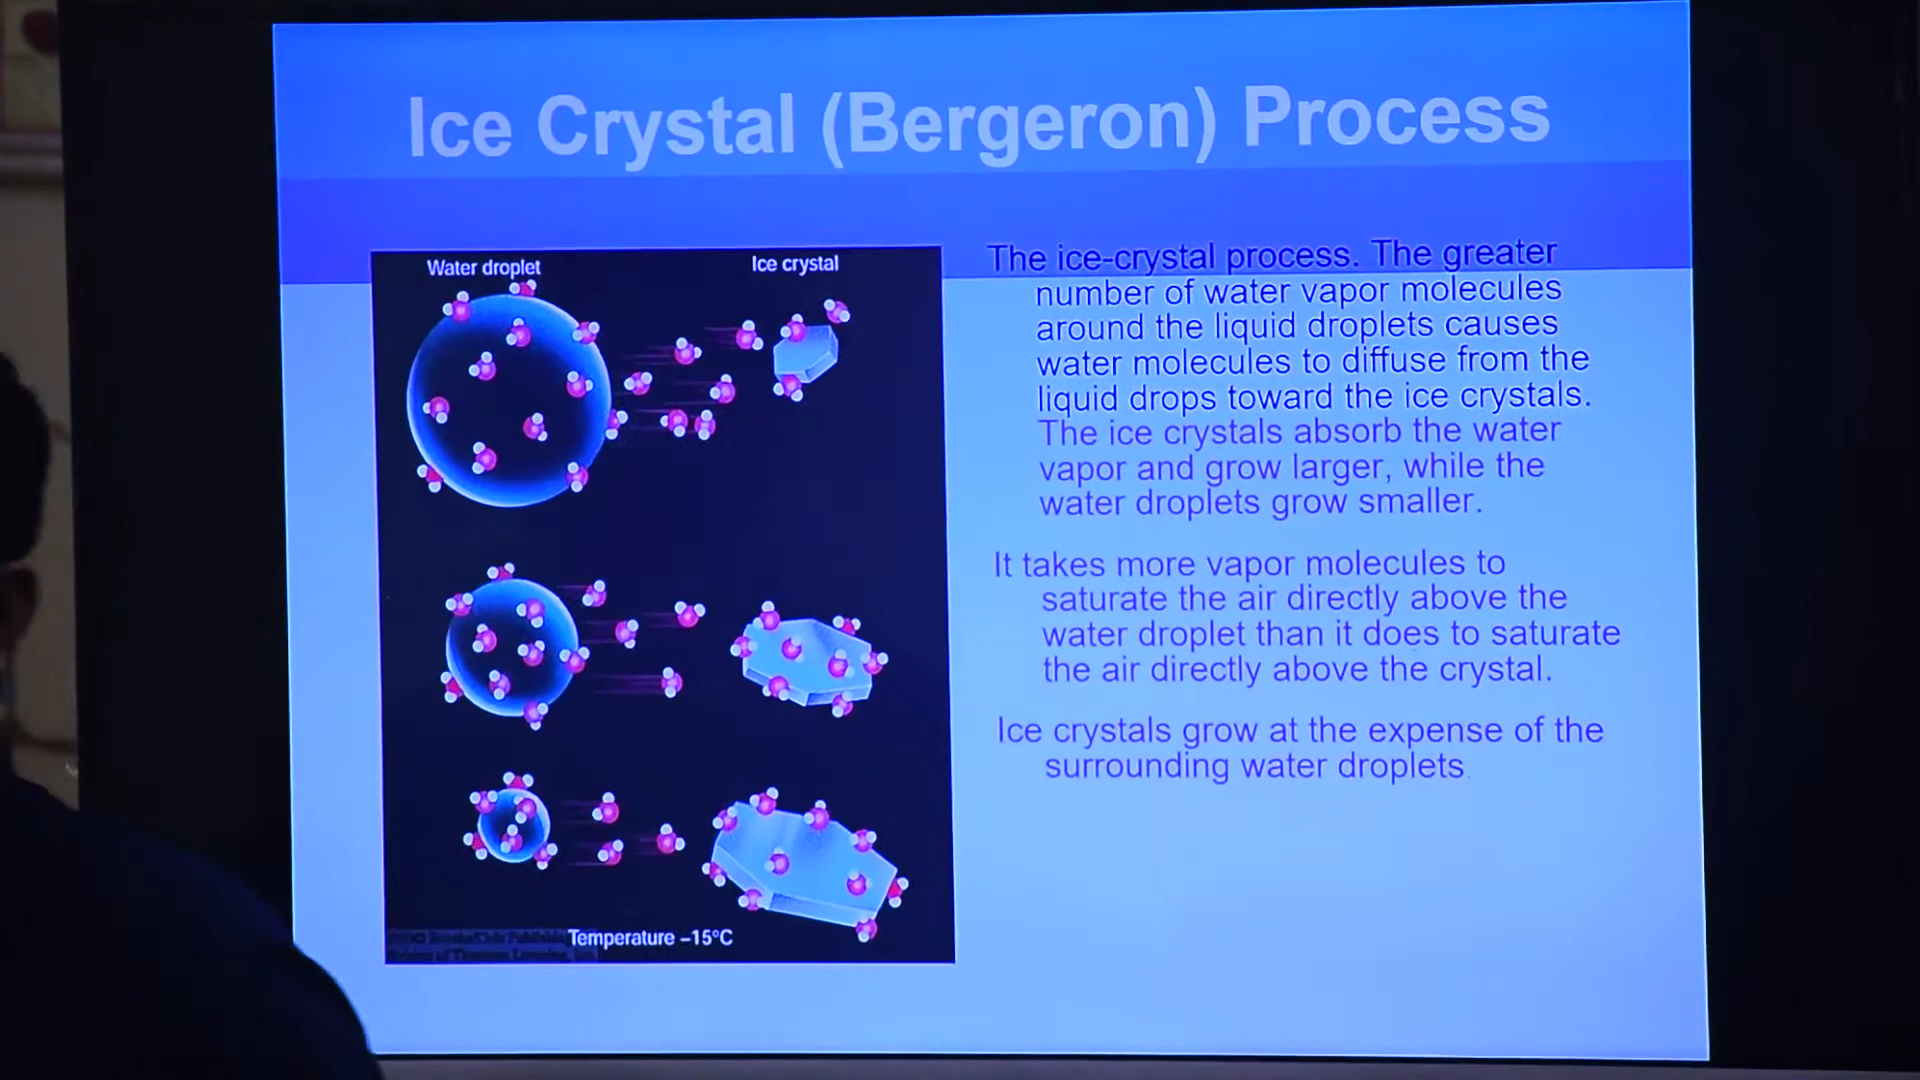 Ice Crystal (Bergeron) Process
Water droplet
Ice crystal
Temperature –15°C
The ice-crystal process. The greater
number of water vapor molecules
around the liquid droplets causes
water molecules to diffuse from the
liquid drops toward the ice crystals.
The ice crystals absorb the water
vapor and grow larger, while the
water droplets grow smaller.
It takes more vapor molecules to
saturate the air directly above the
water droplet than it does to saturate
the air directly above the crystal.
Ice crystals grow at the expense of the
surrounding water droplets.